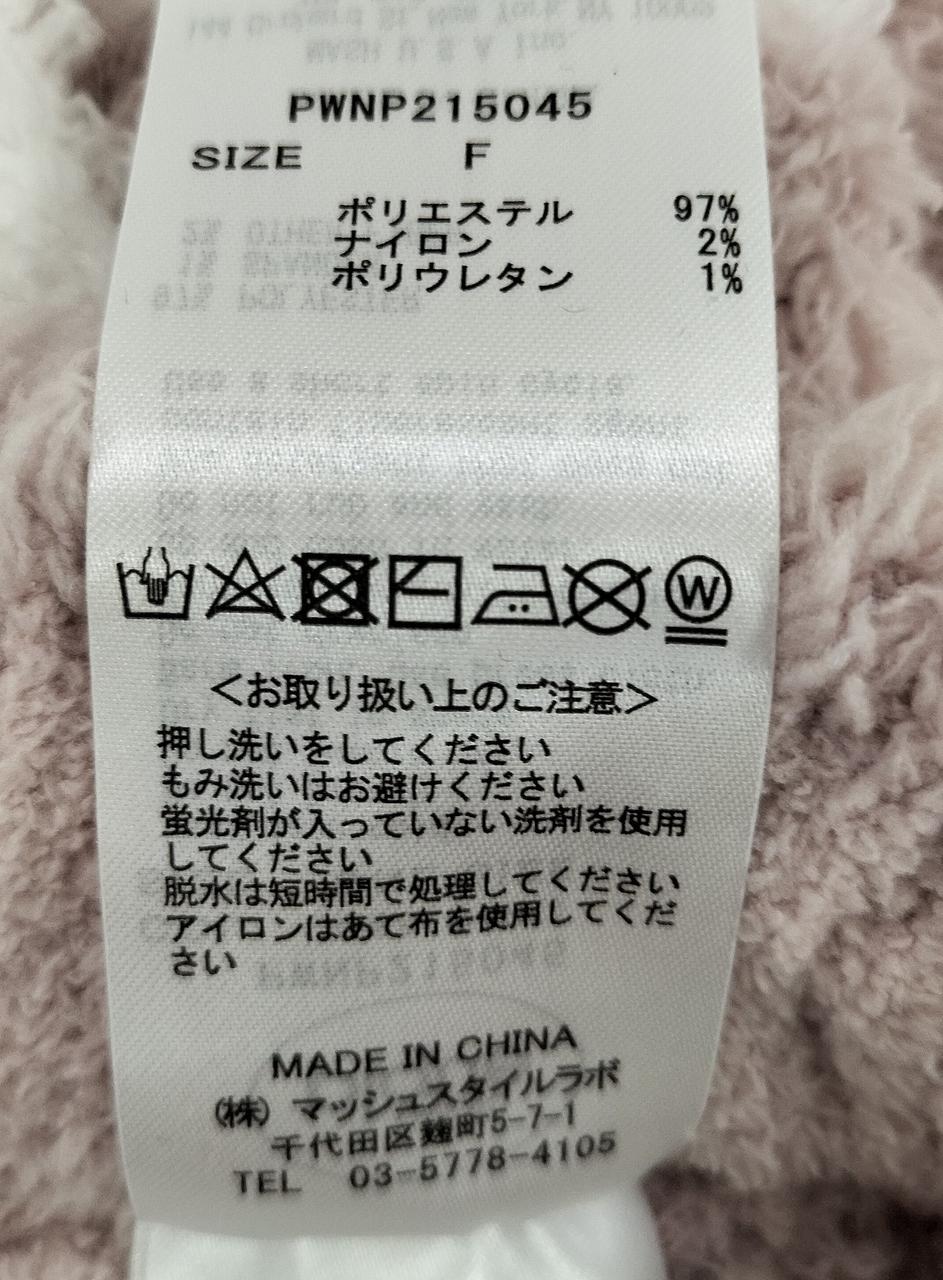 PWNP215045
SIZE F
ポリエステル 97%
ナイロン 2%
ポリウレタン 1%
W
<お取り扱い上のご注意>
押し洗いをしてください
もみ洗いはお避けください
蛍光剤が入っていない洗剤を使用
してください
脱水は短時間で処理してください
アイロンはあて布を使用してくだ
さい
MADE IN CHINA
(株) マッシュスタイルラボ
千代田区麹町5-7-1
TEL 03-5778-4105